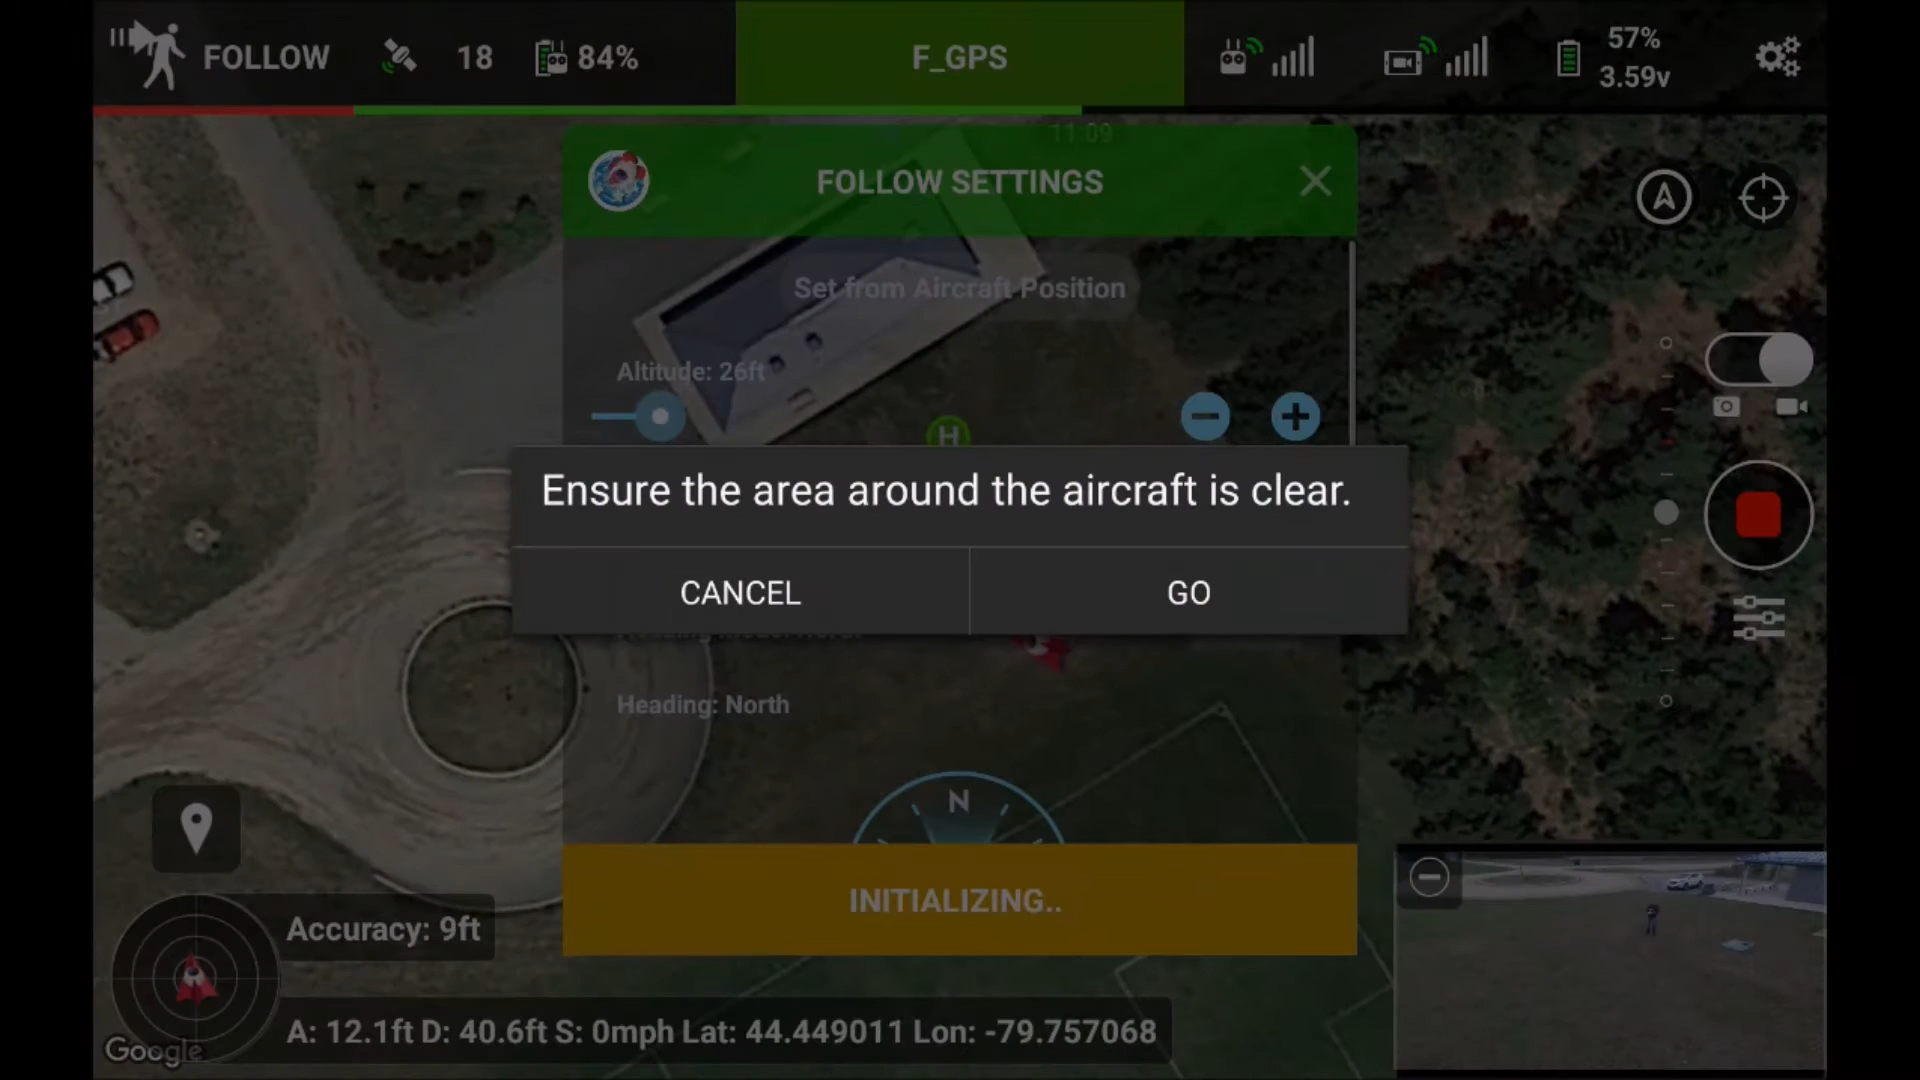 FOLLOW
18
84%
F_GPS
57%
3.59v
11:09
FOLLOW SETTINGS
Set from Aircraft Position
Altitude: 26ft
H
Ensure the area around the aircraft is clear.
CANCEL
GO
Heading: North
N
INITIALIZING..
Accuracy: 9ft
A: 12.1ft D: 40.6ft S: 0mph Lat: 44.449011 Lon: -79.757068
Google